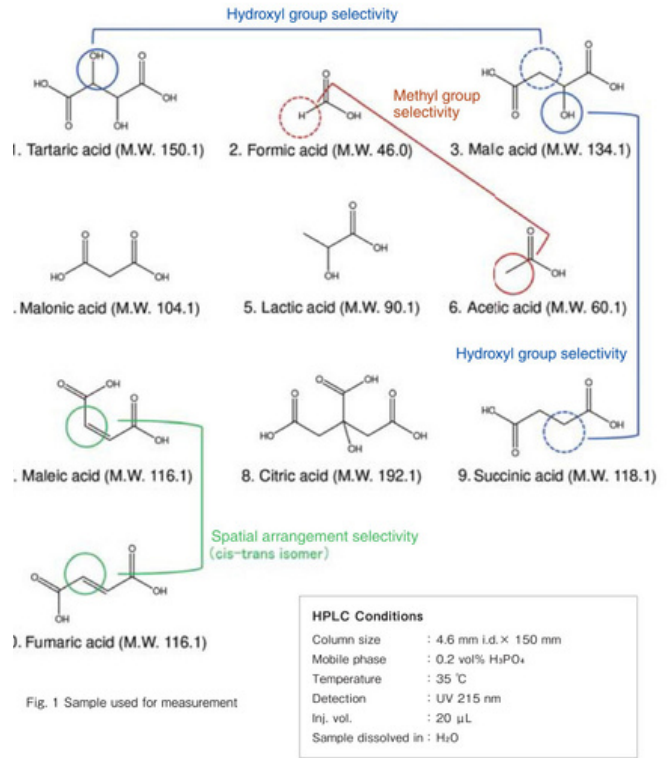 Hydroxyl group selectivity
OH
O
HO
OH
O
OH
O
H
OH
Methyl group
selectivity
O
HO
OH
O
OH
. Tartaric acid (M.W. 150.1)
2. Formic acid (M.W. 46.0)
3. Malc acid (M.W. 134.1)
O
O
HO
OH
O
OH
OH
O
OH
. Malonic acid (M.W. 104.1)
5. Lactic acid (M.W. 90.1)
6. Acetic acid (M.W. 60.1)
Hydroxyl group selectivity
O
OH
O
OH
O
OH
O
O
HO
OH
OH
O
HO
OH
O
. Maleic acid (M.W. 116.1)
8. Citric acid (M.W. 192.1)
9. Succinic acid (M.W. 118.1)
Spatial arrangement selectivity
(cis-trans isomer)
O
O
OH
OH
). Fumaric acid (M.W. 116.1)
Fig. 1 Sample used for measurement
HPLC Conditions
Column size : 4.6 mm i.d.× 150 mm
Mobile phase : 0.2 vol% H₃PO₄
Temperature : 35 ℃
Detection : UV 215 nm
Inj. vol. : 20 μL
Sample dissolved in : H₂O